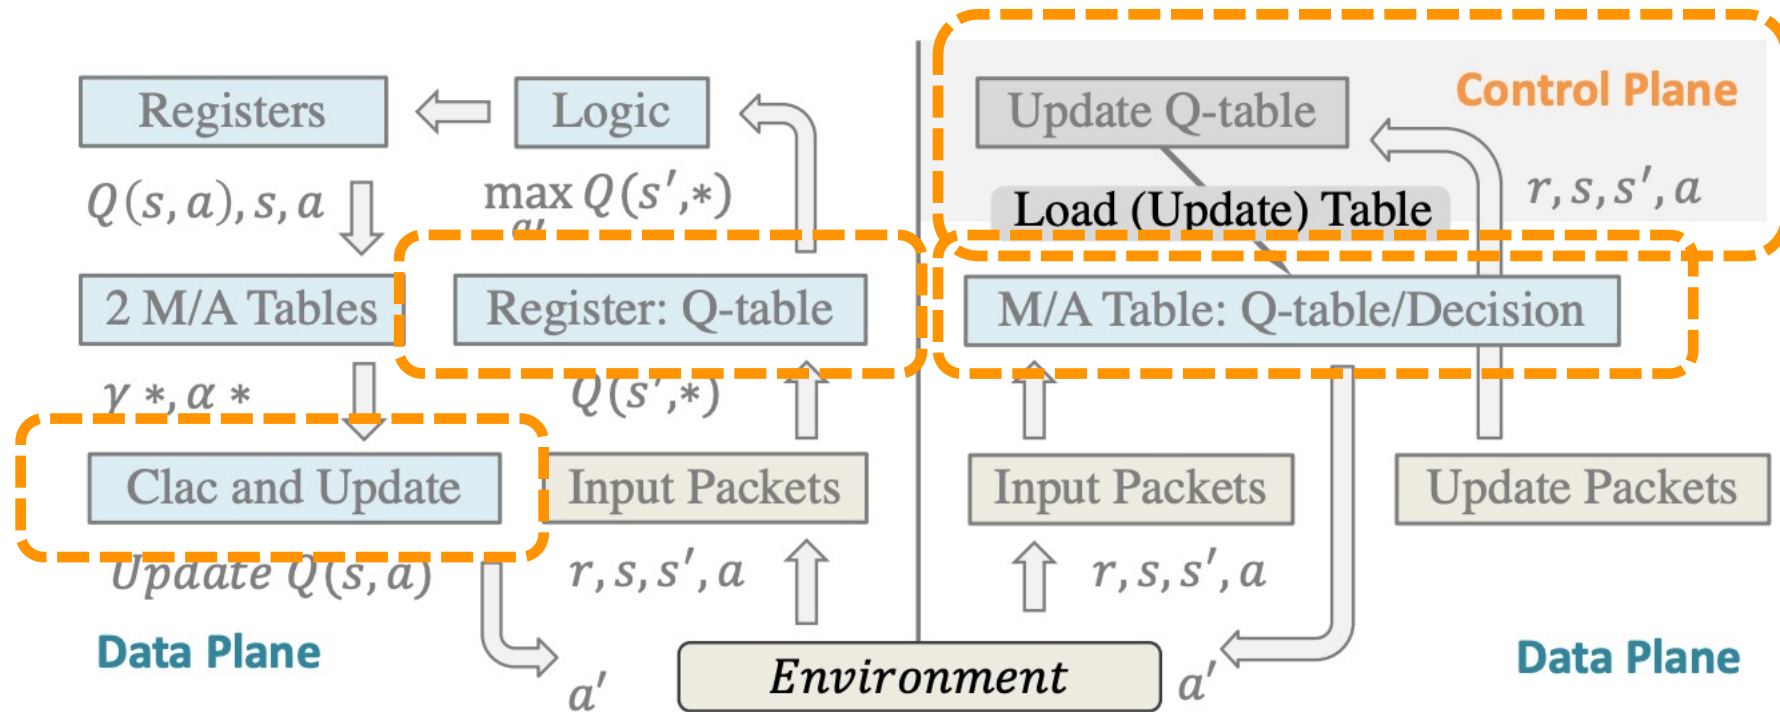 Registers
Logic
Q(s, a), s, a
max Q(s′,*)
a′
2 M/A Tables
Register: Q-table
γ *, α *
Q(s′,*)
Clac and Update
Input Packets
Update Q(s, a)
r, s, s′, a
Data Plane
a′
Environment
Control Plane
Update Q-table
r, s, s′, a
Load (Update) Table
M/A Table: Q-table/Decision
Input Packets
Update Packets
r, s, s′, a
a′
Data Plane